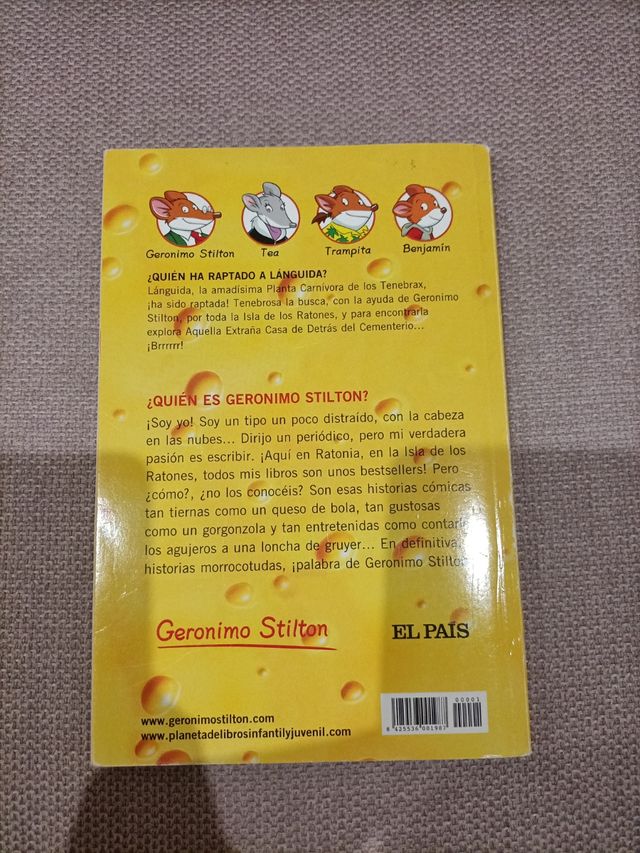 Geronimo Stilton
Tea
Trampita
Benjamín
¿QUIÉN HA RAPTADO A LÁNGUIDA?
Lánguida, la amadísima Planta Carnívora de los Tenebrax,
¡ha sido raptada! Tenebrosa la busca, con la ayuda de Geronimo
Stilton, por toda la Isla de los Ratones, y para encontrarla
explora Aquella Extraña Casa de Detrás del Cementerio...
¡Brrrrrr!
¿QUIÉN ES GERONIMO STILTON?
¡Soy yo! Soy un tipo un poco distraído, con la cabeza
en las nubes... Dirijo un periódico, pero mi verdadera
pasión es escribir. ¡Aquí en Ratonia, en la Isla de los
Ratones, todos mis libros son unos bestsellers! Pero
¿cómo?, ¿no los conocéis? Son esas historias cómicas
tan tiernas como un queso de bola, tan gustosas
como un gorgonzola y tan entretenidas como contarle
los agujeros a una loncha de gruyer... En definitiva,
historias morrocotudas, ¡palabra de Geronimo Stilton
Geronimo Stilton
EL PAÍS
00001
www.geronimostilton.com
www.planetadelibrosinfantilyjuvenil.com
8 425536 001987